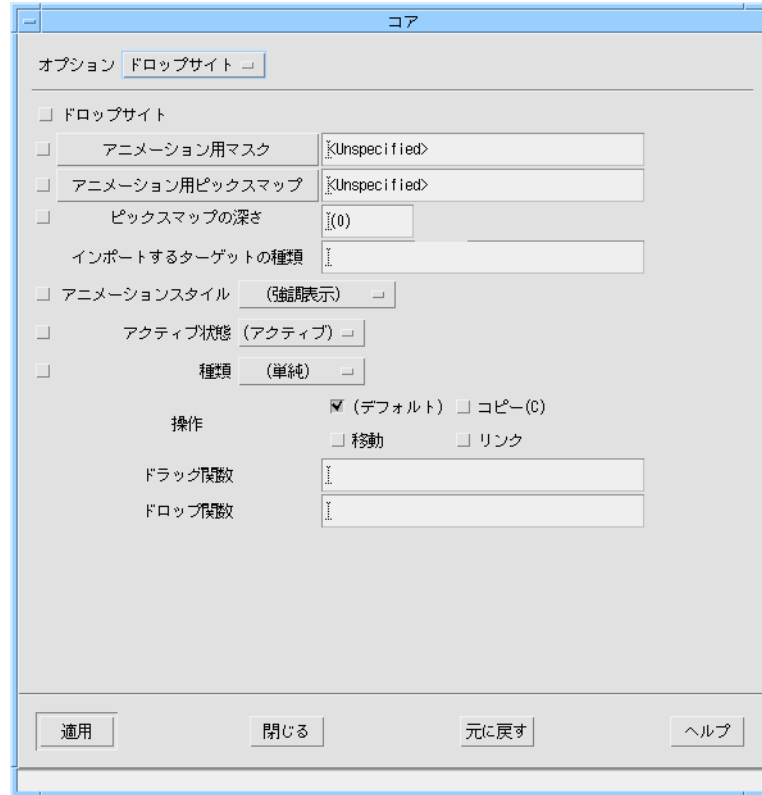 コア
オプション ドロップサイト
ドロップサイト
アニメーション用マスク <Unspecified>
アニメーション用ピックスマップ <Unspecified>
ピックスマップの深さ (0)
インポートするターゲットの種類
アニメーションスタイル (強調表示)
アクティブ状態 (アクティブ)
種類 (単純)
操作 (デフォルト) コピー(C)
移動 リンク
ドラッグ関数
ドロップ関数
適用 閉じる 元に戻す ヘルプ